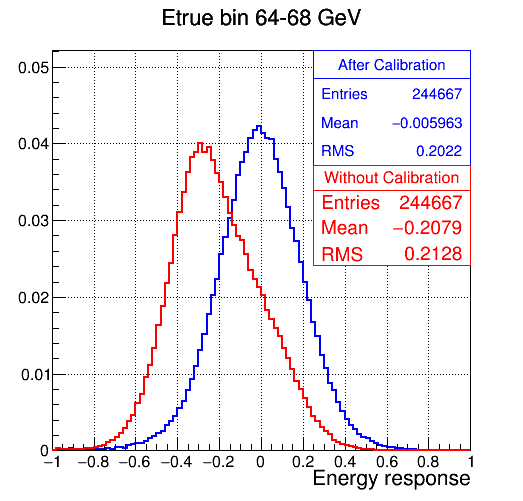 Etrue bin 64-68 GeV
0.05
0.04
0.03
0.02
0.01
0
After Calibration
Entries 244667
Mean −0.005963
RMS 0.2022
Without Calibration
Entries 244667
Mean −0.2079
RMS 0.2128
−1 −0.8 −0.6 −0.4 −0.2 0 0.2 0.4 0.6 0.8 1
Energy response